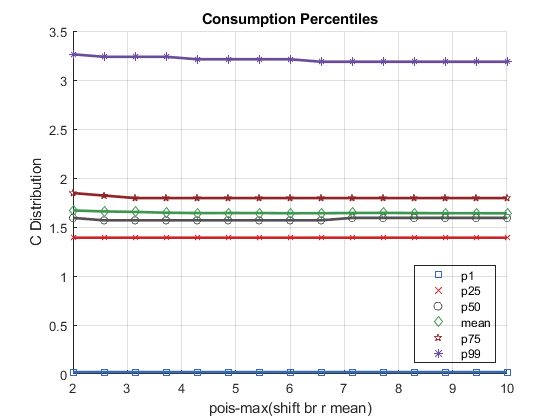 Consumption Percentiles
C Distribution
3.5
3
2.5
2
1.5
1
0.5
0
2
3
4
5
6
7
8
9
10
pois-max(shift br r mean)
p1
p25
p50
mean
p75
p99